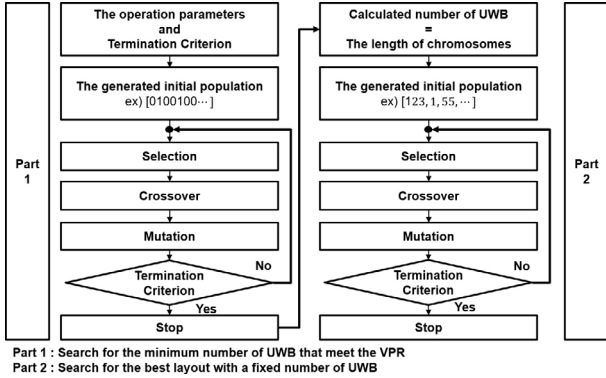 Part
1
The operation parameters
and
Termination Criterion
The generated initial population
ex) [0100100⋯]
Selection
Crossover
Mutation
Termination
Criterion
No
Yes
Stop
Calculated number of UWB
=
The length of chromosomes
The generated initial population
ex) [123, 1, 55, ⋯]
Selection
Crossover
Mutation
Termination
Criterion
No
Yes
Stop
Part
2
Part 1 : Search for the minimum number of UWB that meet the VPR
Part 2 : Search for the best layout with a fixed number of UWB